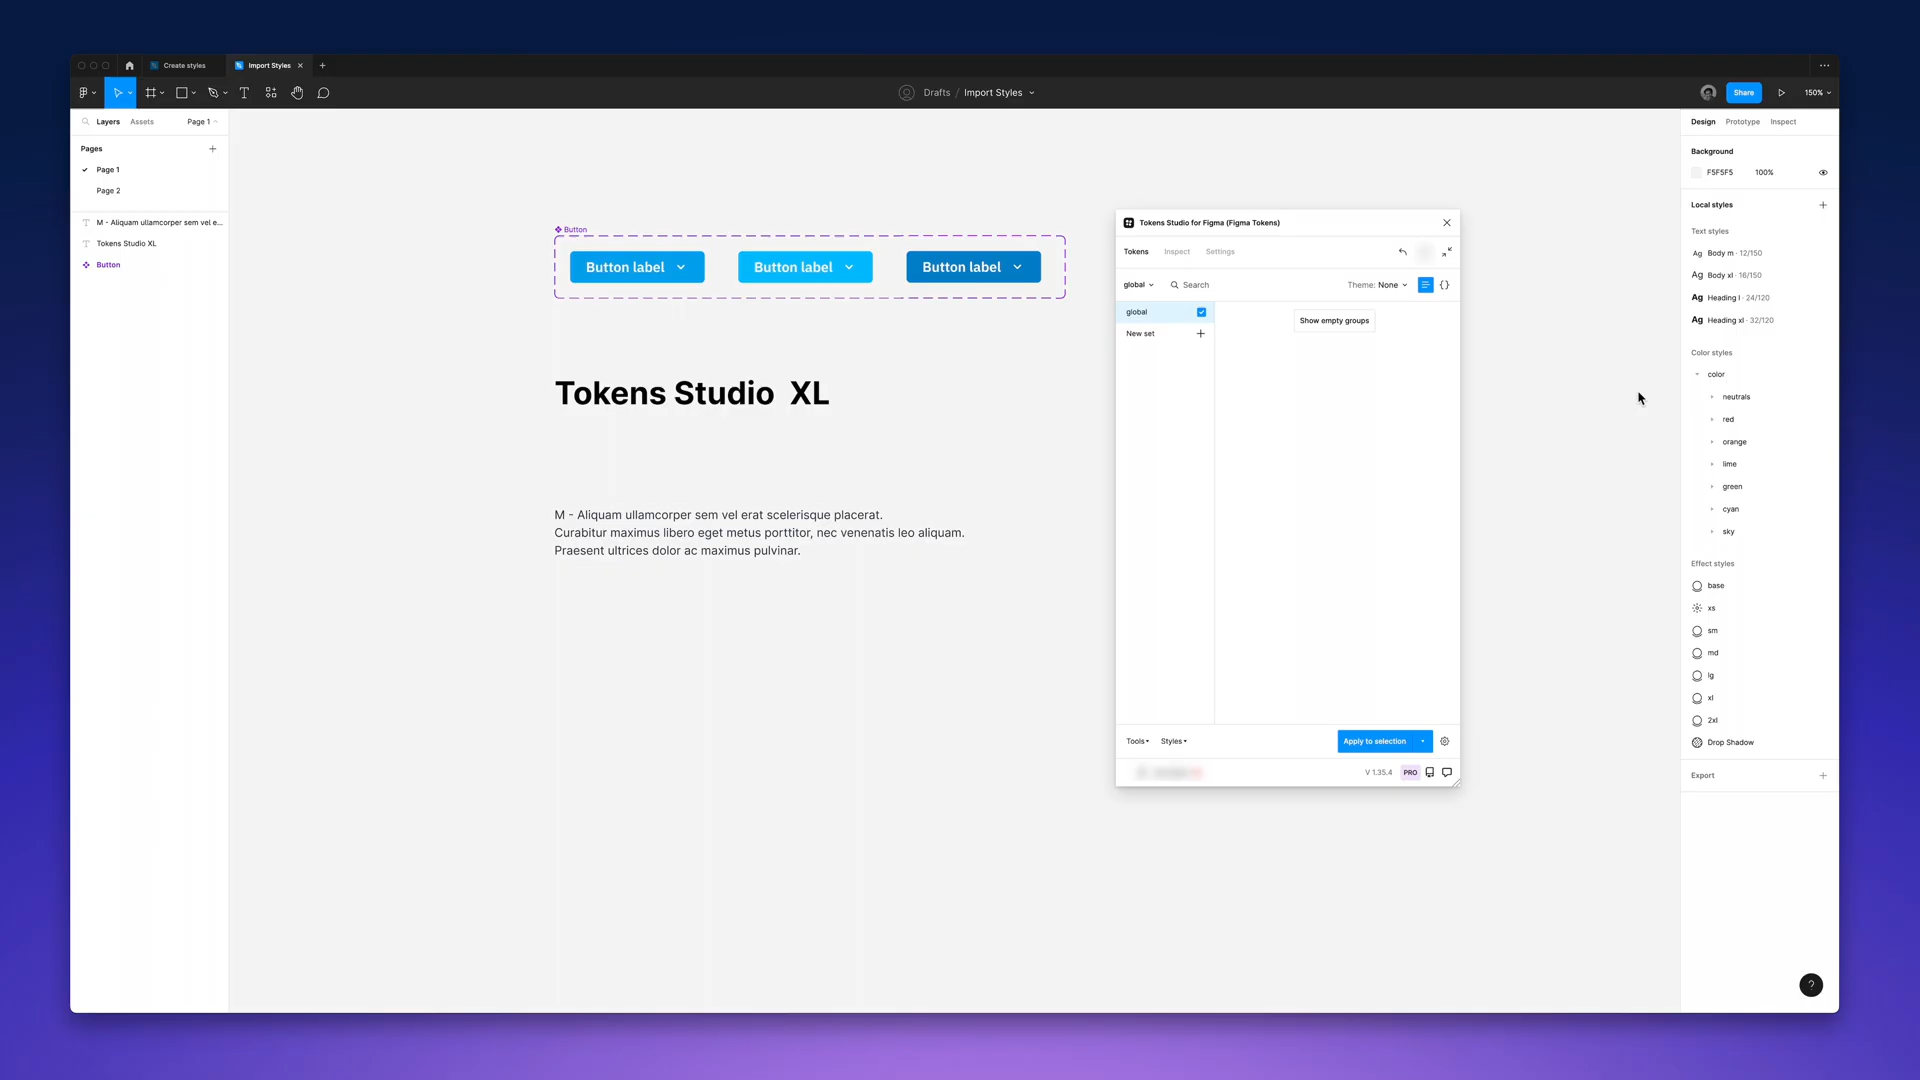 Create styles
Import Styles
Drafts / Import Styles
Share
150%
Layers
Assets
Page 1
Pages
Page 1
Page 2
M - Aliquam ullamcorper sem vel e...
Tokens Studio XL
Button
Button
Button label
Button label
Button label
Tokens Studio  XL
M - Aliquam ullamcorper sem vel erat scelerisque placerat.
Curabitur maximus libero eget metus porttitor, nec venenatis leo aliquam.
Praesent ultrices dolor ac maximus pulvinar.
Tokens Studio for Figma (Figma Tokens)
Tokens
Inspect
Settings
global
Search
Theme: None
global
New set
Show empty groups
Tools
Styles
Apply to selection
V 1.35.4
PRO
Design
Prototype
Inspect
Background
F5F5F5
100%
Local styles
Text styles
Ag Body m · 12/150
Ag Body xl · 16/150
Ag Heading l · 24/120
Ag Heading xl · 32/120
Color styles
color
neutrals
red
orange
lime
green
cyan
sky
Effect styles
base
xs
sm
md
lg
xl
2xl
Drop Shadow
Export
?